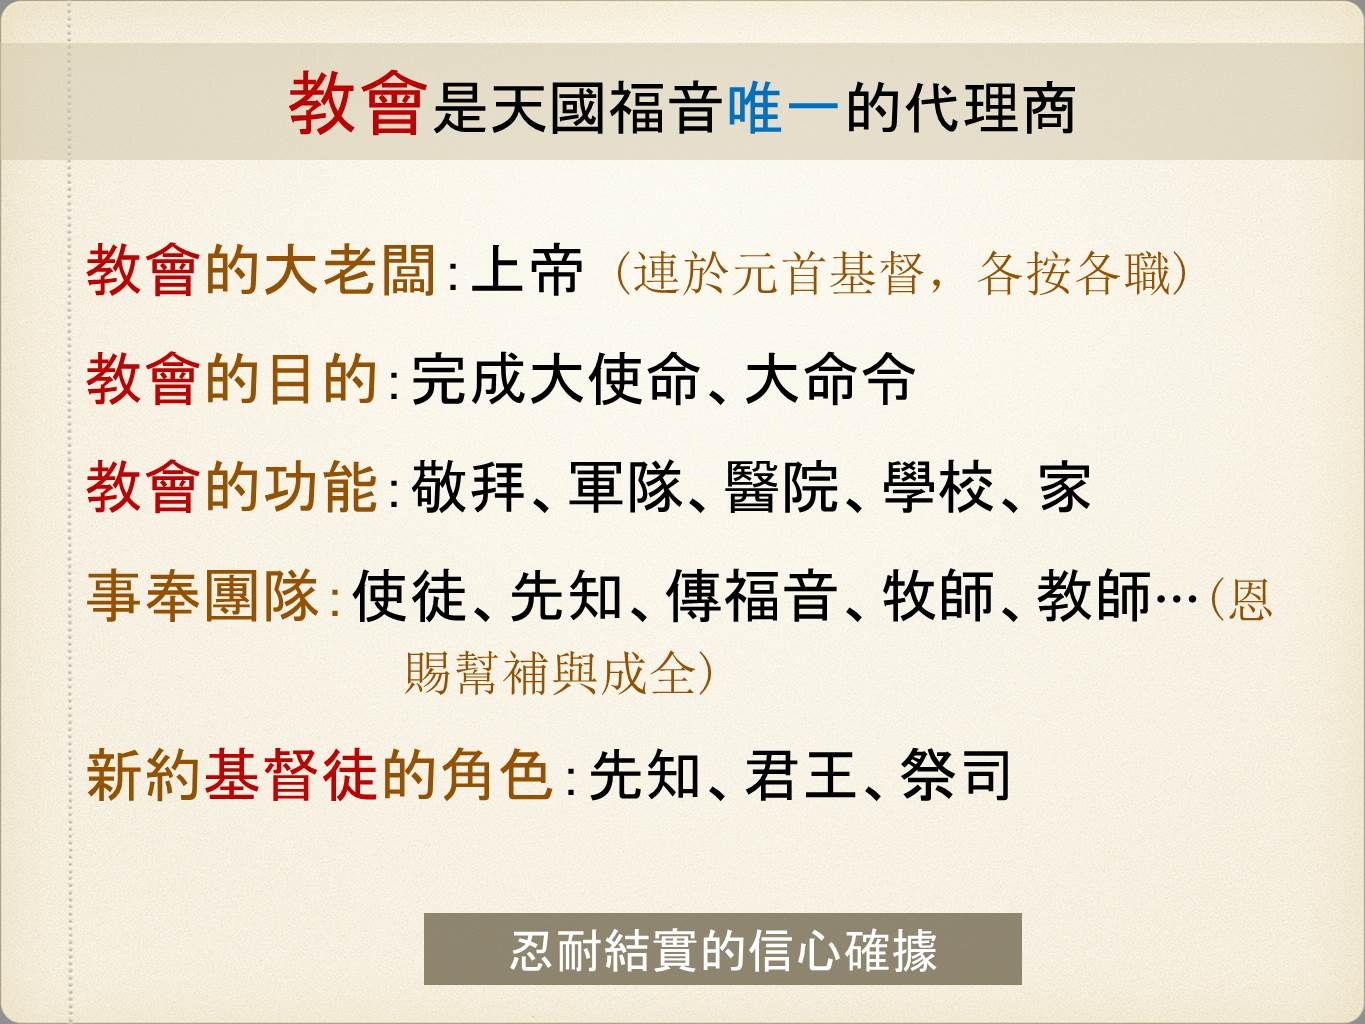 教會是天國福音唯一的代理商
教會的大老闆：上帝（連於元首基督，各按各職）
教會的目的：完成大使命、大命令
教會的功能：敬拜、軍隊、醫院、學校、家
事奉團隊：使徒、先知、傳福音、牧師、教師…（恩
賜幫補與成全）
新約基督徒的角色：先知、君王、祭司
忍耐結實的信心確據